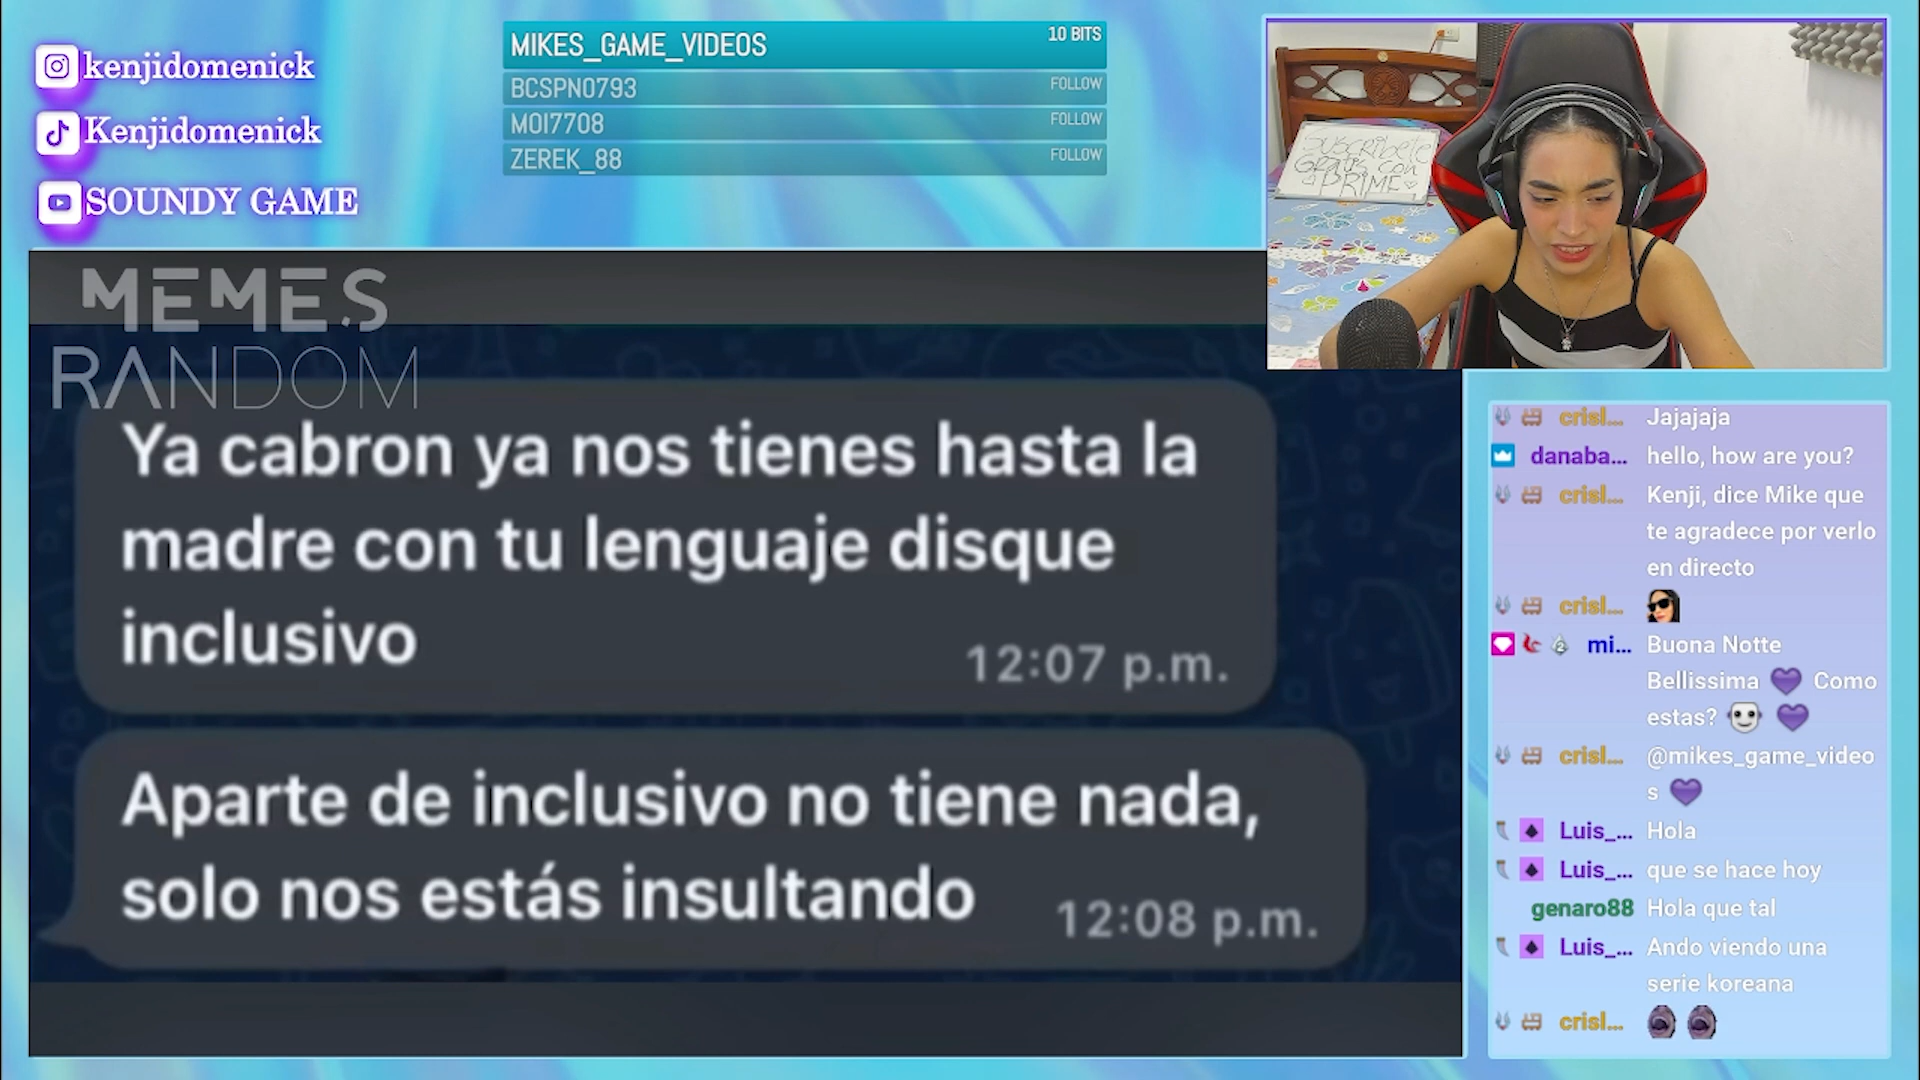 kenjidomenick
Kenjidomenick
SOUNDY GAME
MIKES_GAME_VIDEOS 10 BITS
BCSPN0793 FOLLOW
MOI7708 FOLLOW
ZEREK_88 FOLLOW
SUSCRIBETE
GRATIS con
PRIME
MEMES
RANDOM
Ya cabron ya nos tienes hasta la
madre con tu lenguaje disque
inclusivo
12:07 p.m.
Aparte de inclusivo no tiene nada,
solo nos estás insultando
12:08 p.m.
crisl... Jajajaja
danaba... hello, how are you?
crisl... Kenji, dice Mike que
te agradece por verlo
en directo
crisl...
mi... Buona Notte
Bellissima 💜 Como
estas? 💜
crisl... @mikes_game_video
s 💜
Luis_... Hola
Luis_... que se hace hoy
genaro88 Hola que tal
Luis_... Ando viendo una
serie koreana
crisl...